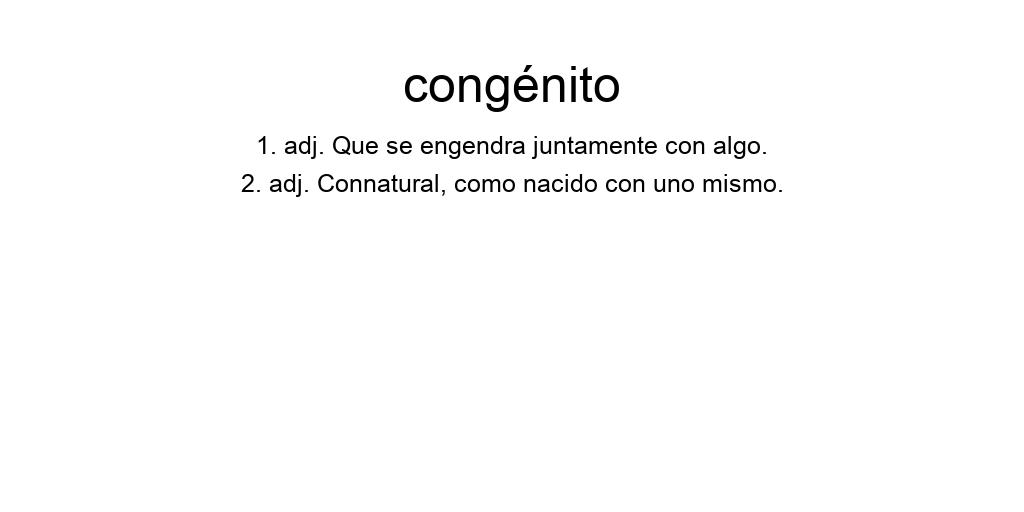 congénito
1. adj. Que se engendra juntamente con algo.
2. adj. Connatural, como nacido con uno mismo.